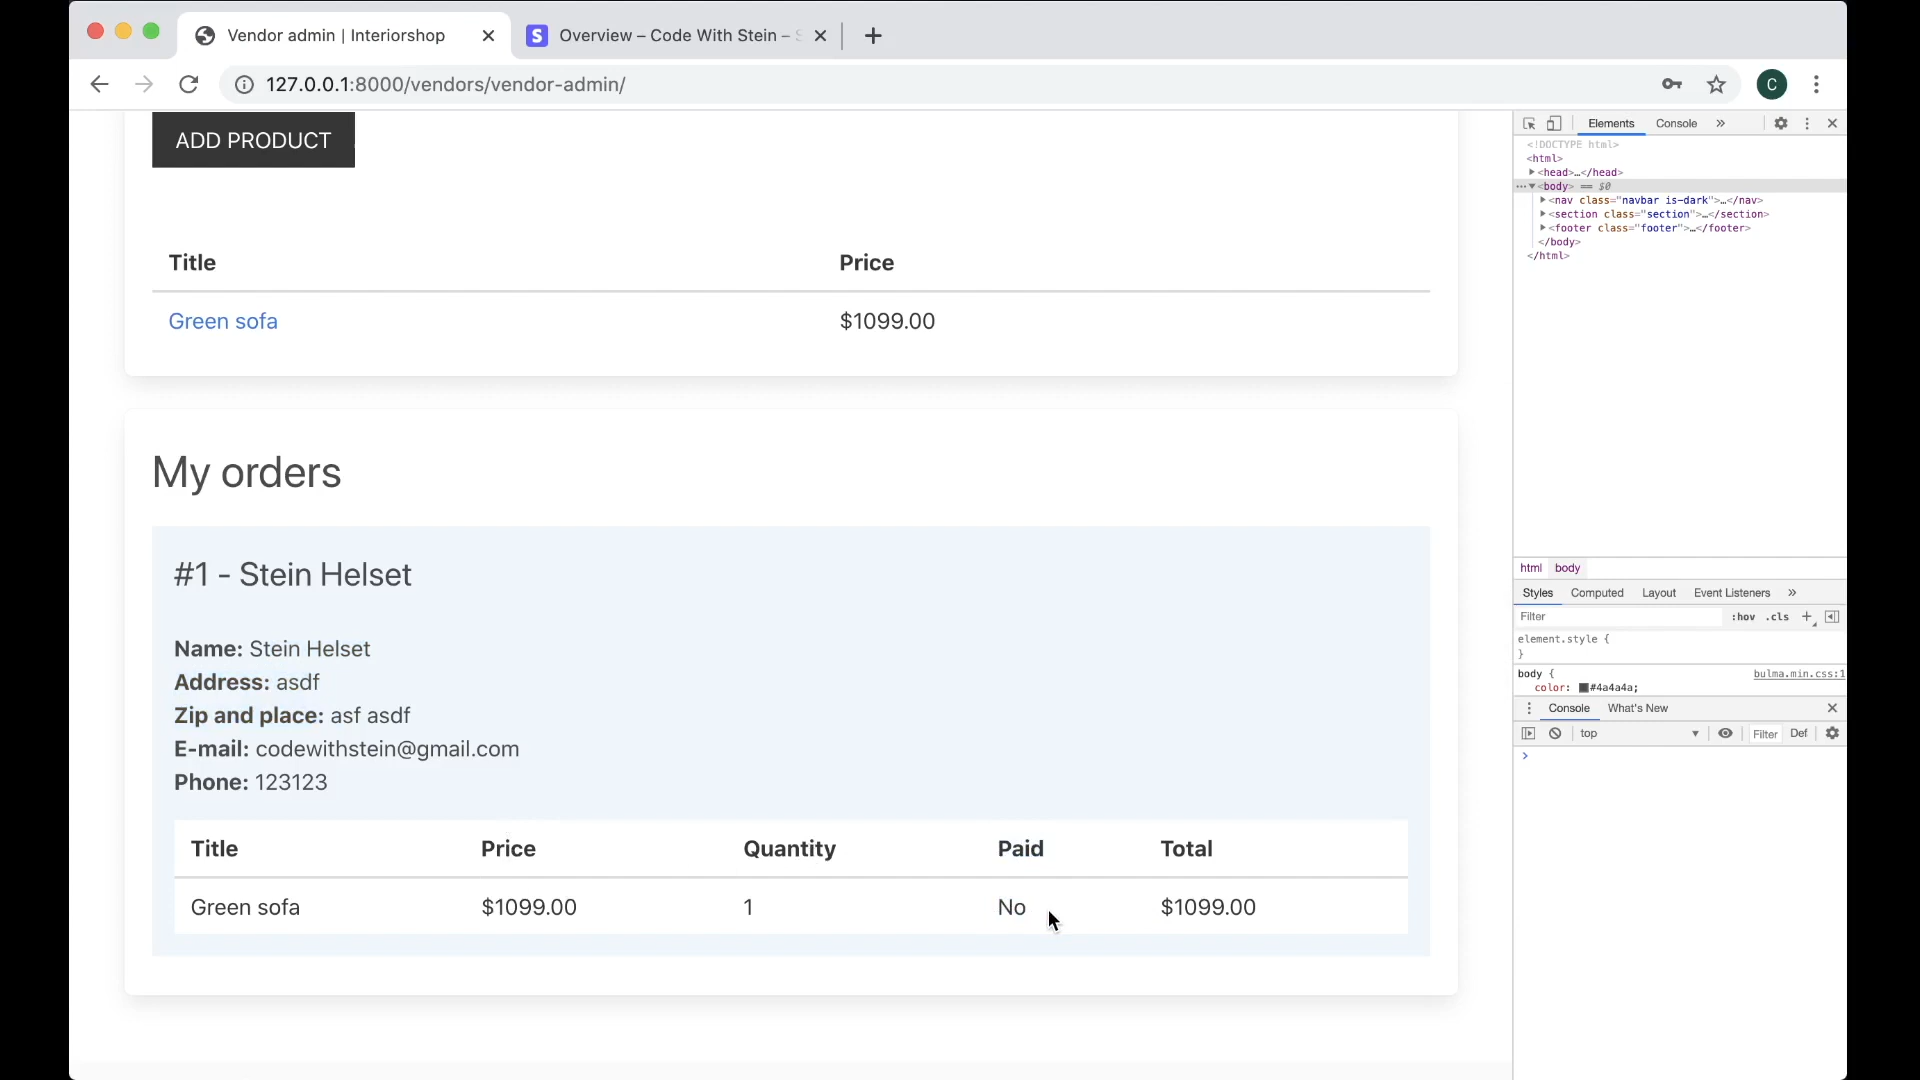 Vendor admin | Interiorshop
Overview – Code With Stein –
127.0.0.1:8000/vendors/vendor-admin/
C
ADD PRODUCT
Title Price
Green sofa $1099.00
My orders
#1 - Stein Helset
Name: Stein Helset
Address: asdf
Zip and place: asf asdf
E-mail: codewithstein@gmail.com
Phone: 123123
Title Price Quantity Paid Total
Green sofa $1099.00 1 No $1099.00
Elements Console »
<!DOCTYPE html>
<html>
<head>…</head>
<body> == $0
<nav class="navbar is-dark">…</nav>
<section class="section">…</section>
<footer class="footer">…</footer>
</body>
</html>
html body
Styles Computed Layout Event Listeners »
Filter :hov .cls +
element.style {
}
body { bulma.min.css:1
color: #4a4a4a;
Console What's New
top Filter Def